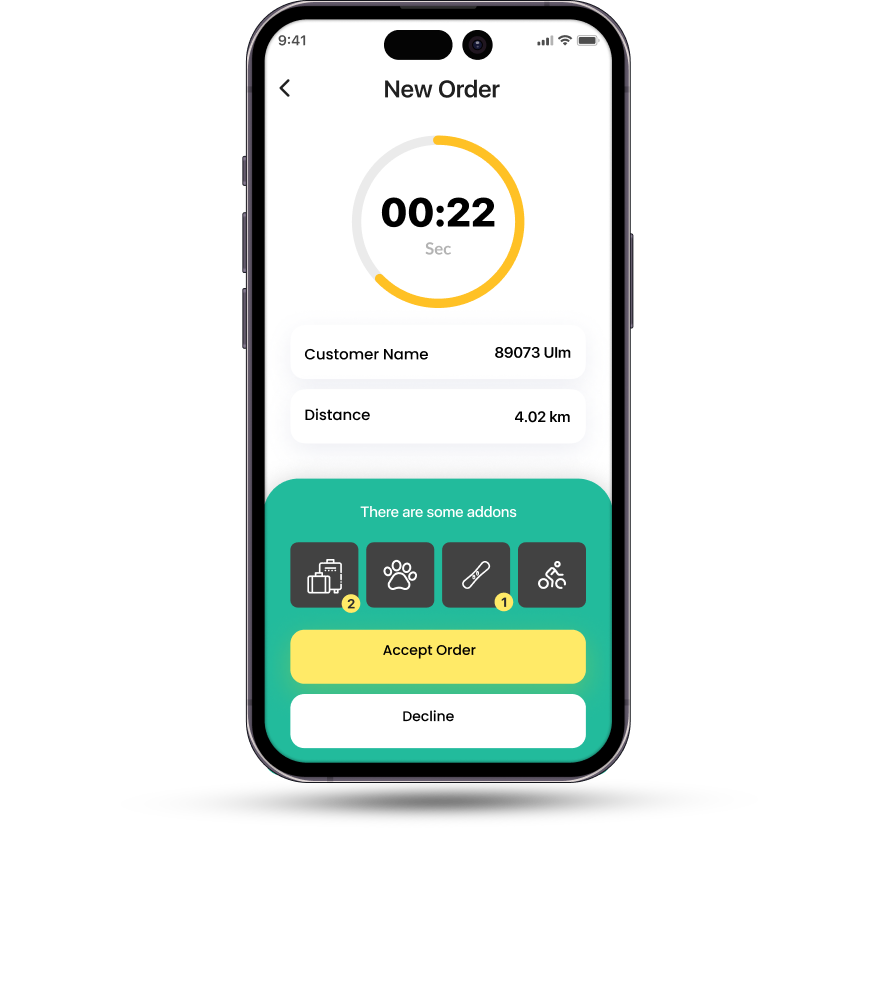 9:41
New Order
00:22
Sec
Customer Name 89073 Ulm
Distance 4.02 km
There are some addons
2 1
Accept Order
Decline